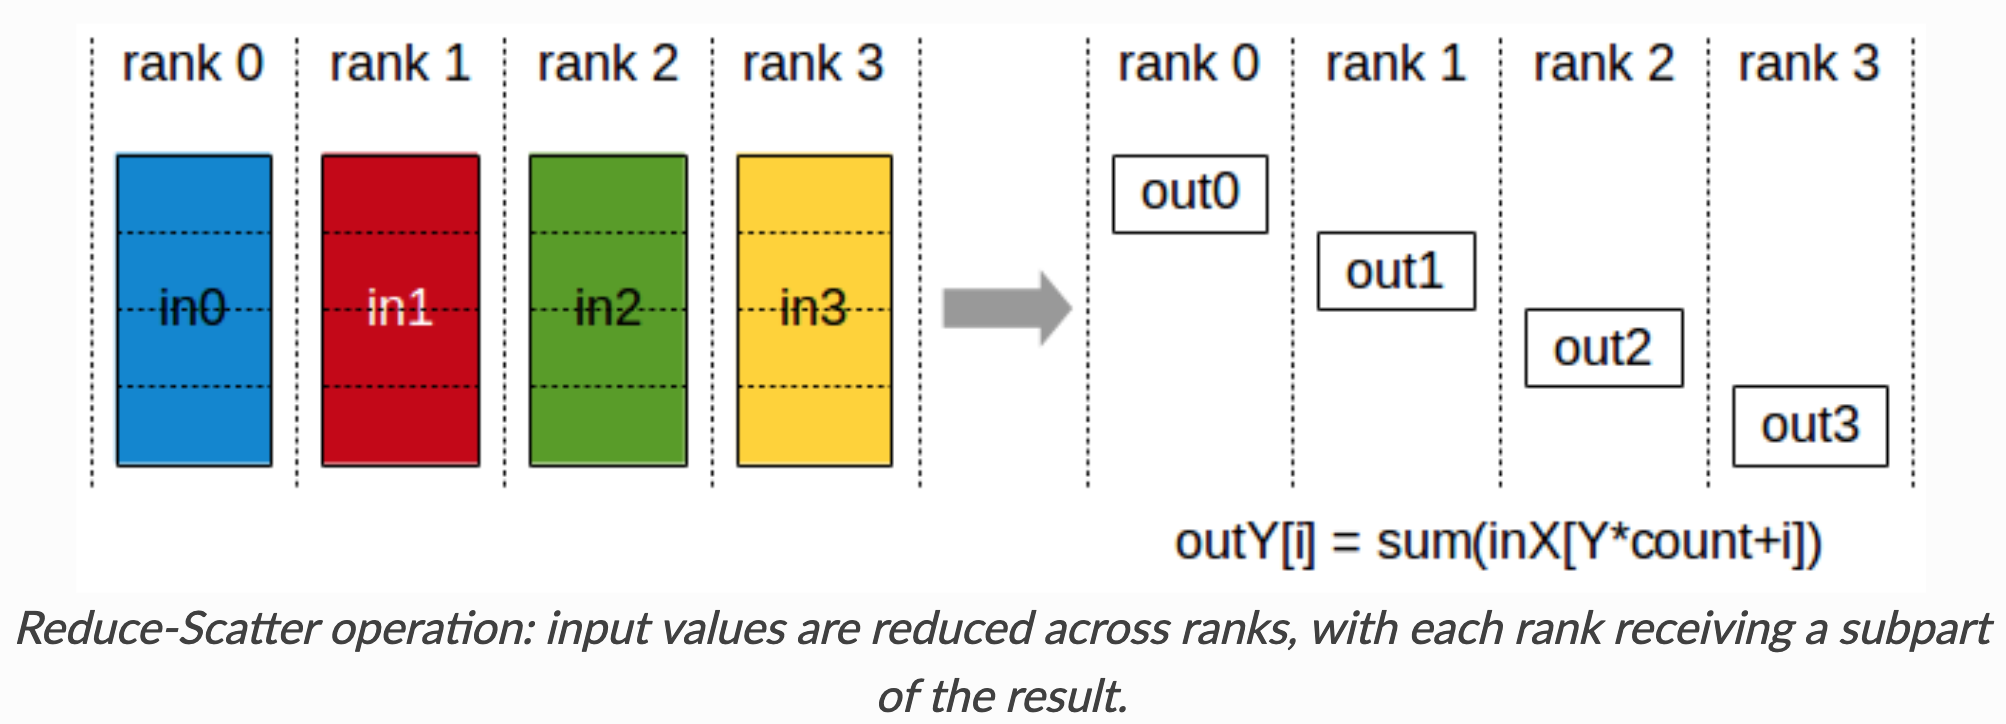 rank 0 rank 1 rank 2 rank 3 rank 0 rank 1 rank 2 rank 3
out0
out1
in0 in1 in2 in3
out2
out3
outY[i] = sum(inX[Y*count+i])
Reduce-Scatter operation: input values are reduced across ranks, with each rank receiving a subpart
of the result.